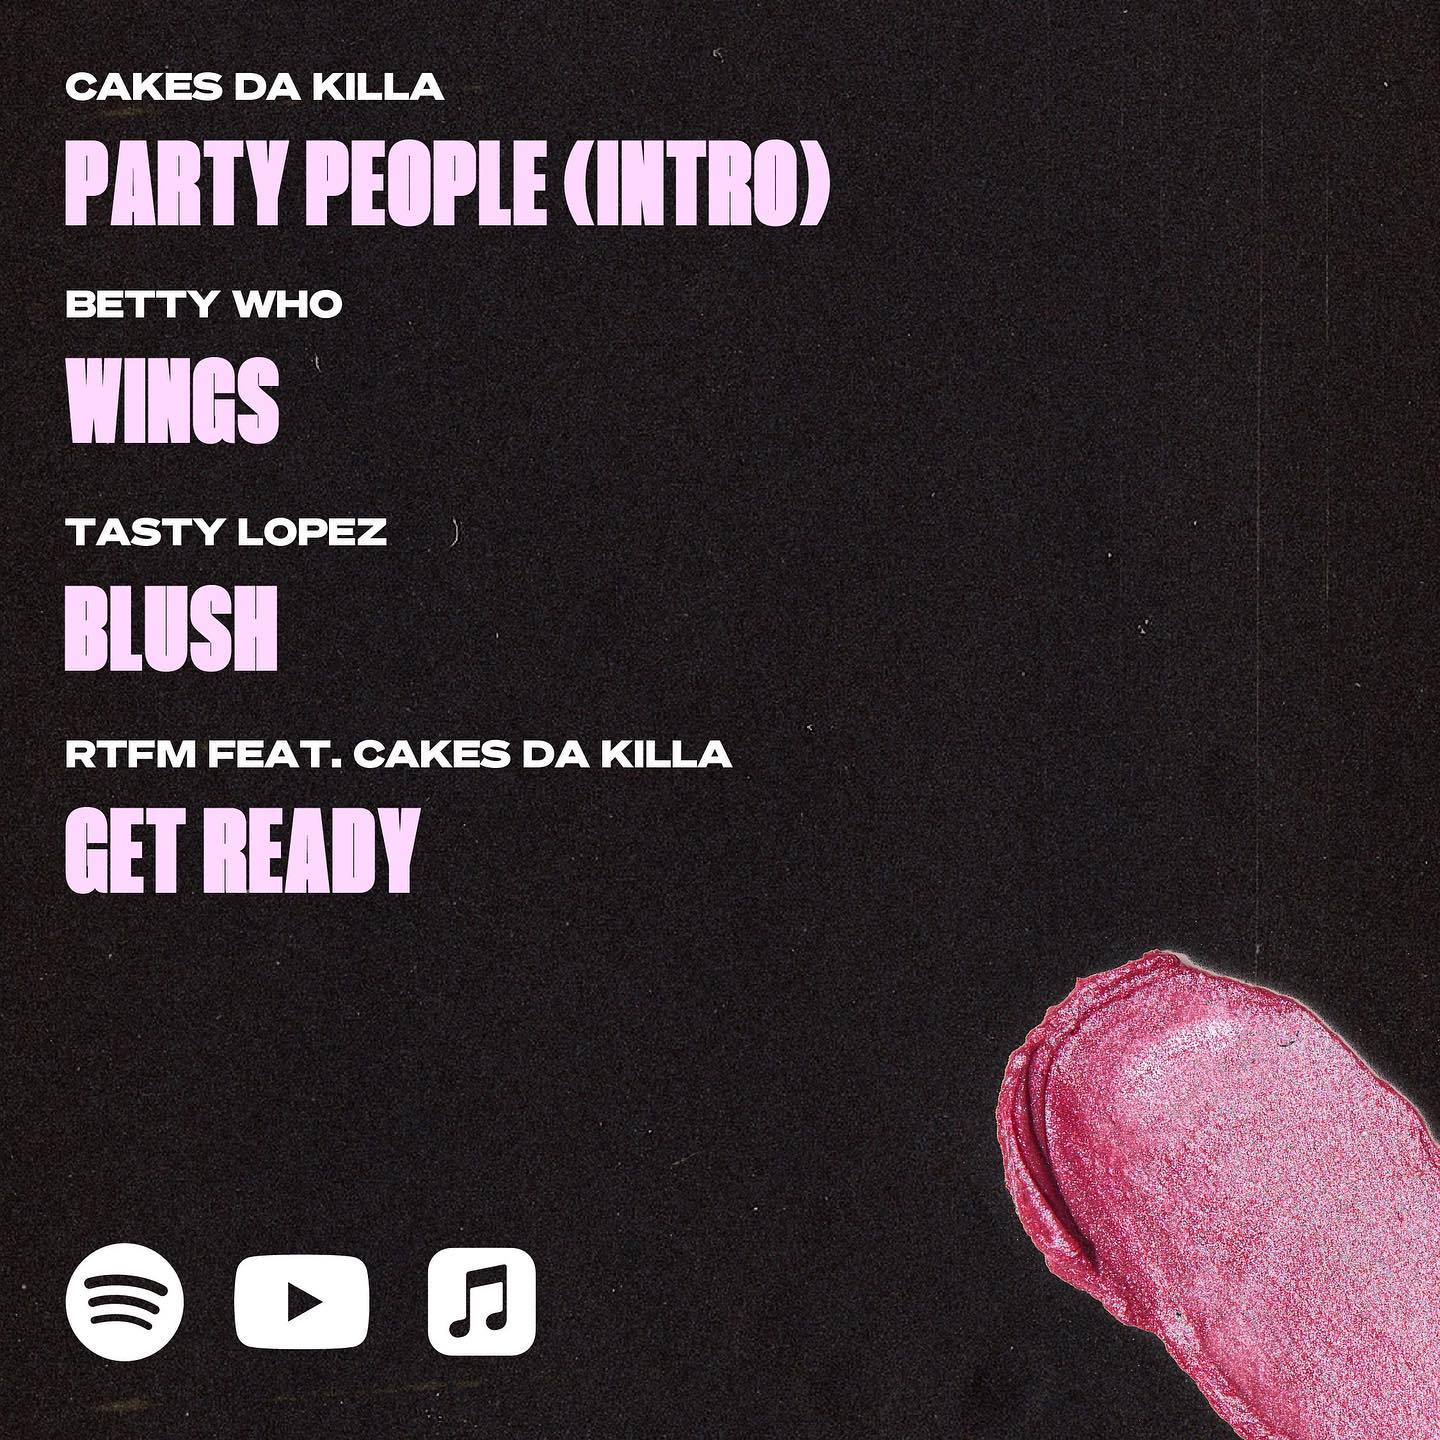 CAKES DA KILLA
PARTY PEOPLE (INTRO)
BETTY WHO
WINGS
TASTY LOPEZ
BLUSH
RTFM FEAT. CAKES DA KILLA
GET READY